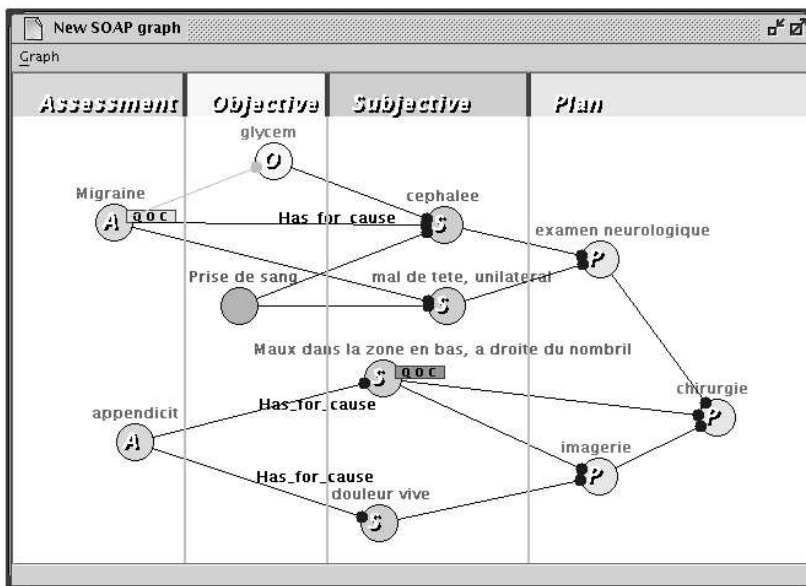 New SOAP graph
Graph
Assessment Objective Subjective Plan
glycem
O
Migraine
cephalee
A QOC
Has_for_cause
S
examen neurologique
P
Prise de sang
mal de tete, unilateral
S
Maux dans la zone en bas, a droite du nombril
S QOC
chirurgie
appendicit
Has_for_cause
P
A
imagerie
P
Has_for_cause
douleur vive
S